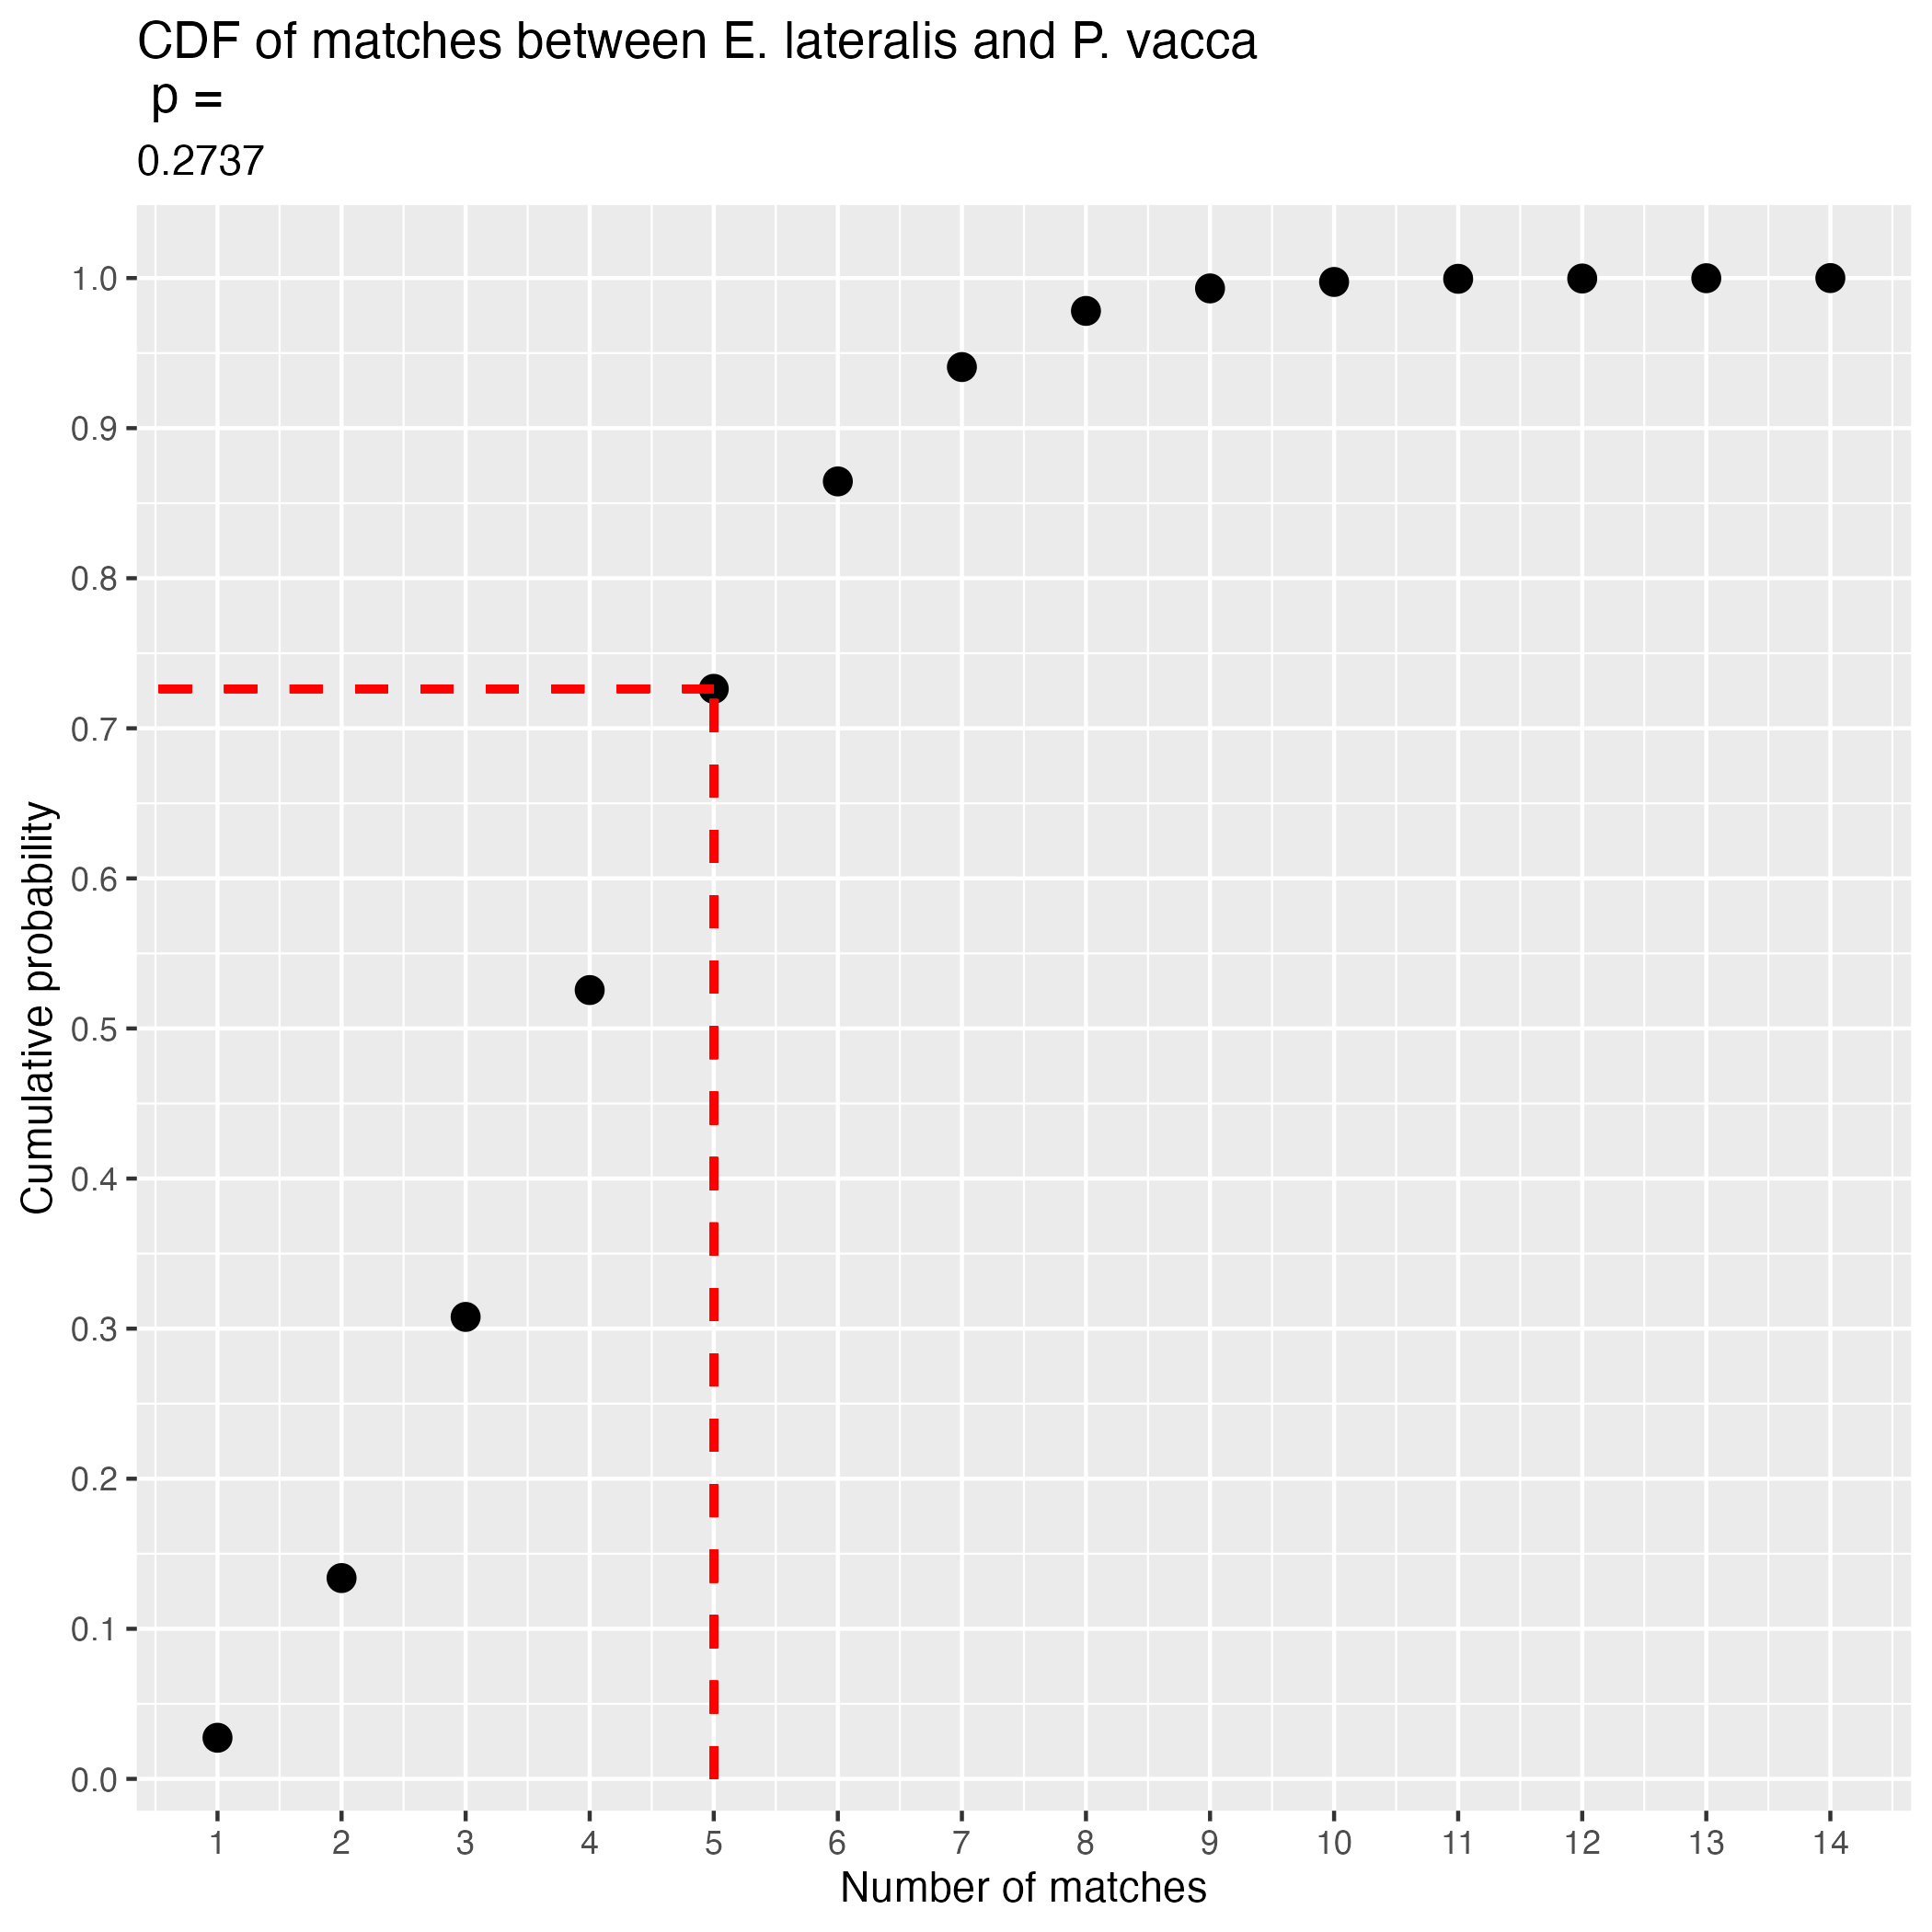 CDF of matches between E. lateralis and P. vacca
p =
0.2737
1.0
0.9
0.8
0.7
0.6
0.5
0.4
0.3
0.2
0.1
0.0
Cumulative probability
1 2 3 4 5 6 7 8 9 10 11 12 13 14
Number of matches